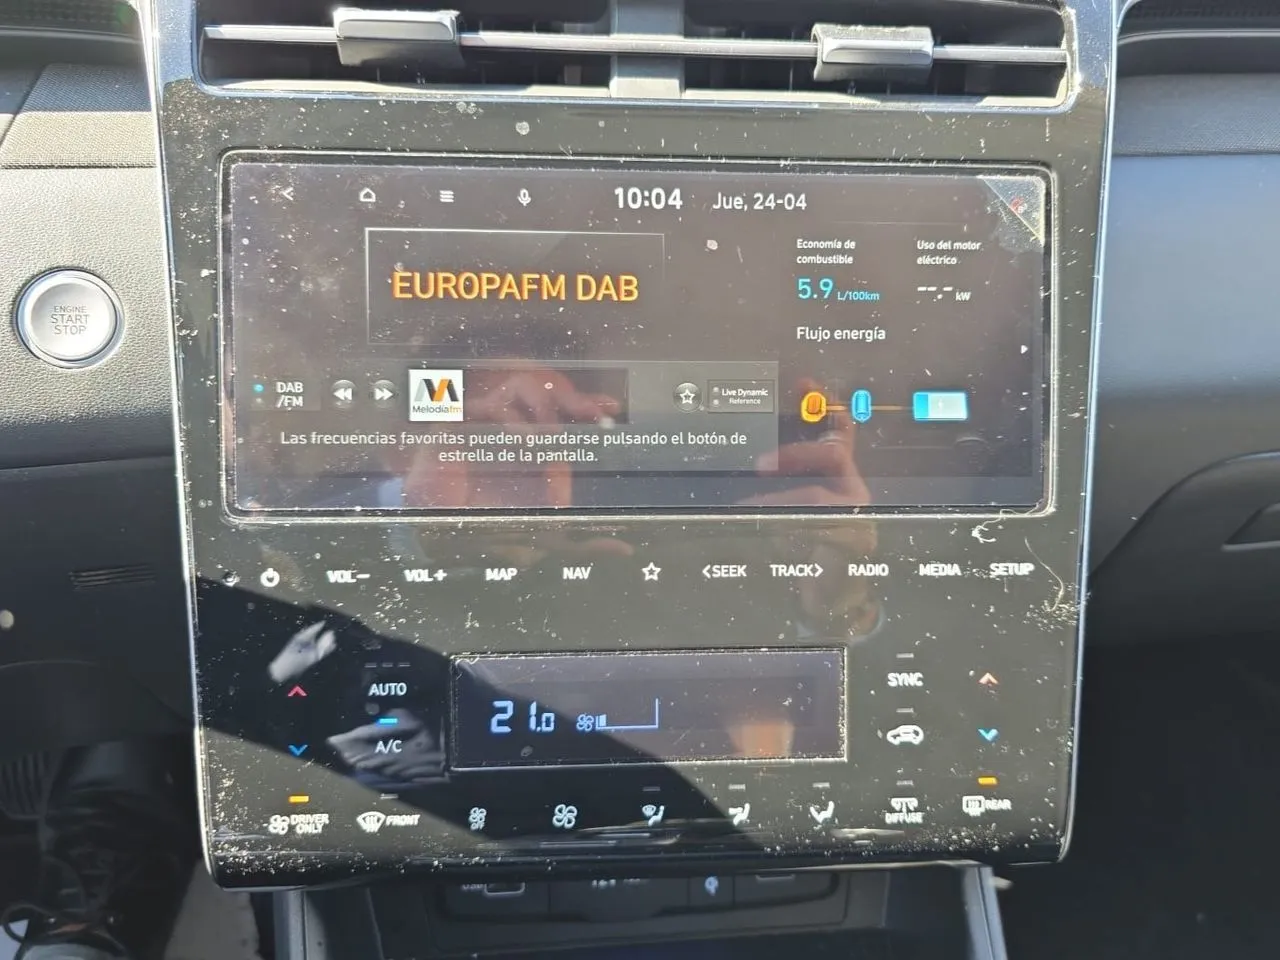 10:04 Jue, 24-04
EUROPAFM DAB
Economía de
combustible
5.9 L/100km
Uso del motor
eléctrico
--.- kW
Flujo energía
ENGINE
START
STOP
DAB
/FM
Melodíafm
Live Dynamic
Reference
Las frecuencias favoritas pueden guardarse pulsando el botón de
estrella de la pantalla.
VOL− VOL+ MAP NAV <SEEK TRACK> RADIO MEDIA SETUP
AUTO
A/C
21.0
SYNC
DRIVER
ONLY
FRONT
OFF
DIFFUSE
REAR
USB